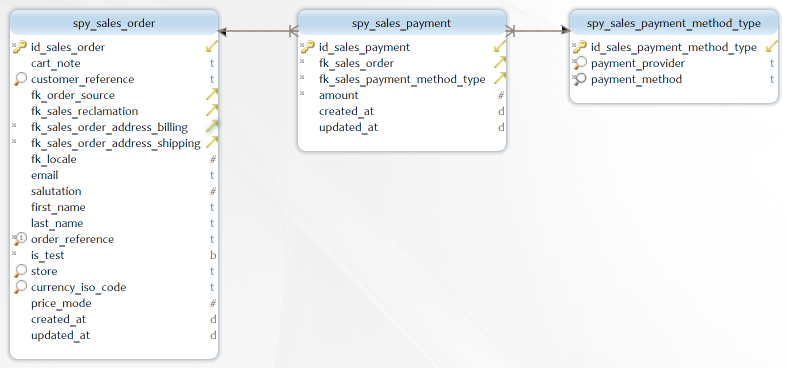 spy_sales_order
id_sales_order
cart_note t
customer_reference t
fk_order_source
fk_sales_reclamation
* fk_sales_order_address_billing
* fk_sales_order_address_shipping
fk_locale #
email t
salutation #
first_name t
last_name t
* 1 order_reference t
* is_test b
store t
currency_iso_code t
price_mode #
created_at d
updated_at d
spy_sales_payment
* id_sales_payment
* fk_sales_order
* fk_sales_payment_method_type
* amount #
created_at d
updated_at d
spy_sales_payment_method_type
* id_sales_payment_method_type
* payment_provider t
* payment_method t